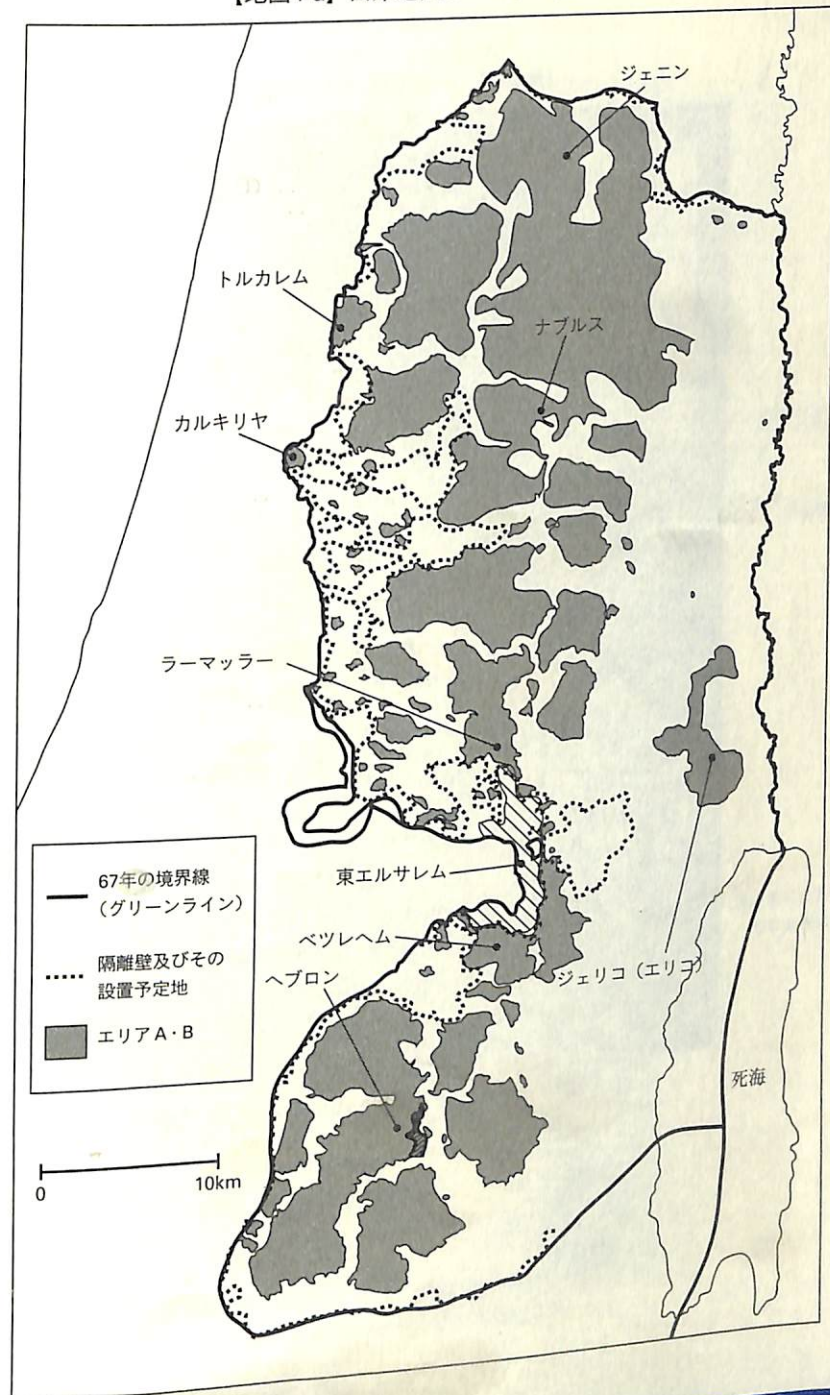 ジェニン
トルカレム
ナブルス
カルキリヤ
ラーマッラー
67年の境界線
(グリーンライン)
隔離壁及びその
設置予定地
エリアA・B
東エルサレム
ベツレヘム
ヘブロン
ジェリコ(エリコ)
死海
0
10km